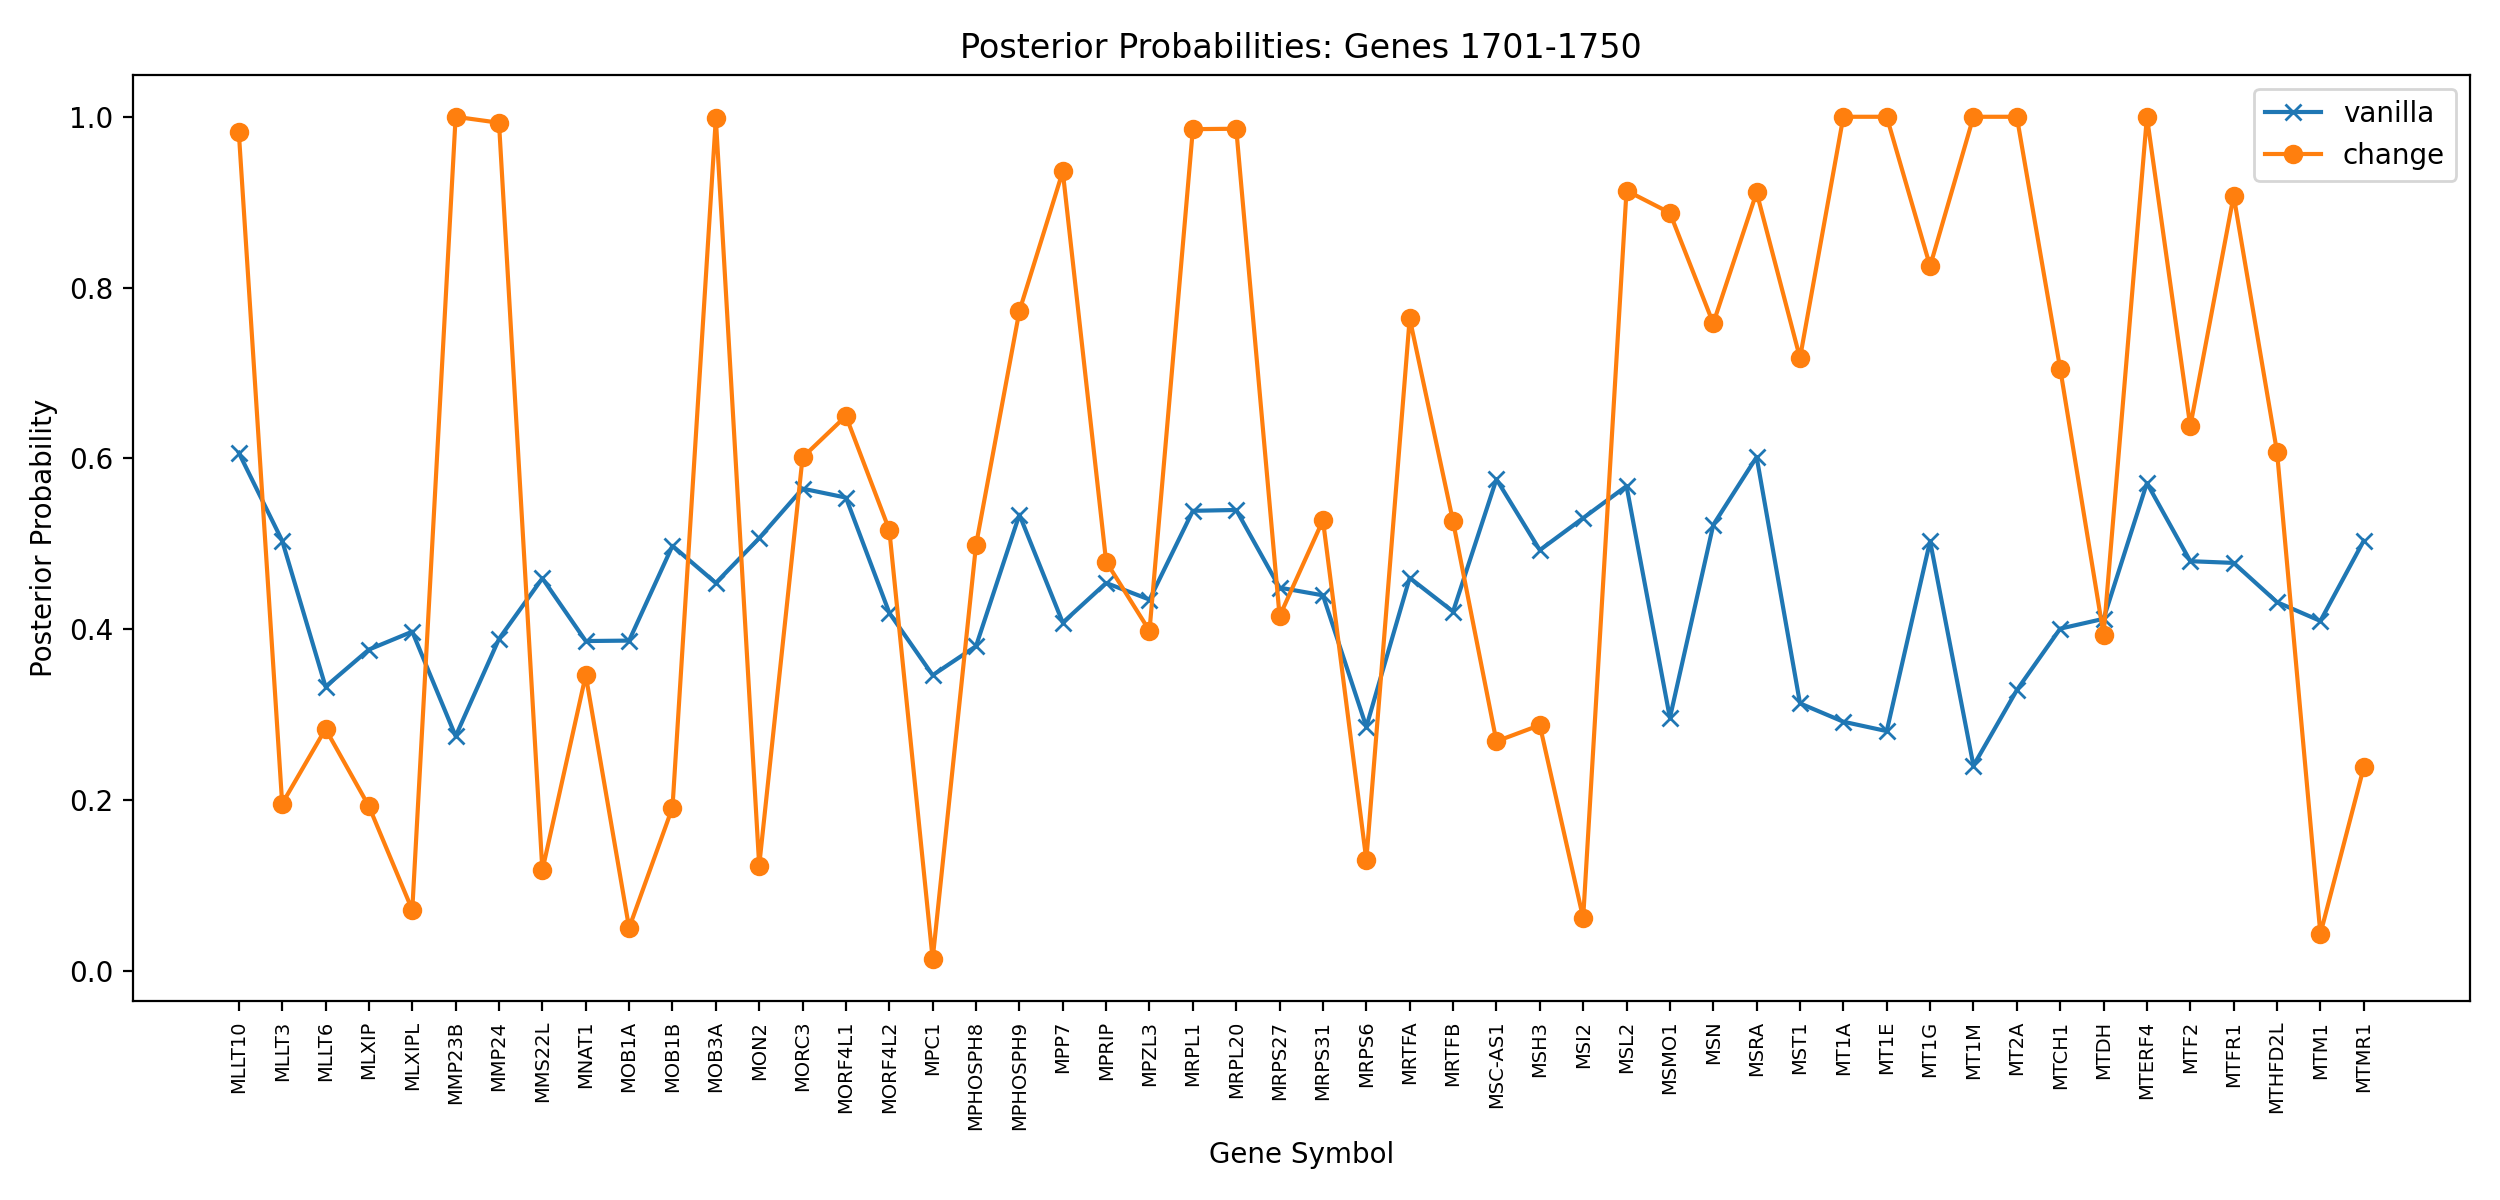 Posterior Probabilities: Genes 1701-1750
vanilla
change
Posterior Probability
1.0
0.8
0.6
0.4
0.2
0.0
MLLT10
MLLT3
MLLT6
MLXIP
MLXIPL
MMP23B
MMP24
MMS22L
MNAT1
MOB1A
MOB1B
MOB3A
MON2
MORC3
MORF4L1
MORF4L2
MPC1
MPHOSPH8
MPHOSPH9
MPP7
MPRIP
MPZL3
MRPL1
MRPL20
MRPS27
MRPS31
MRPS6
MRTFA
MRTFB
MSC-AS1
MSH3
MSI2
MSL2
MSMO1
MSN
MSRA
MST1
MT1A
MT1E
MT1G
MT1M
MT2A
MTCH1
MTDH
MTERF4
MTF2
MTFR1
MTHFD2L
MTM1
MTMR1
Gene Symbol